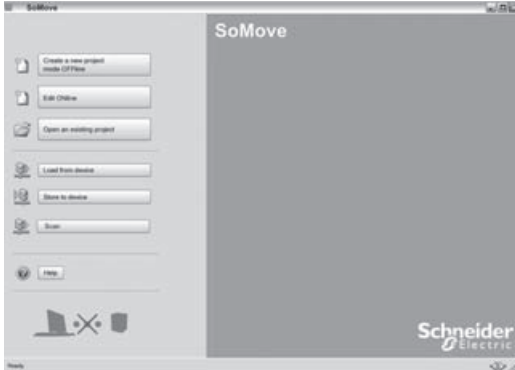 SoMove
SoMove
Create a new project
mode OFFline
Edit ONline
Open an existing project
Load from device
Store to device
Scan
Help
Schneider
Electric
Ready